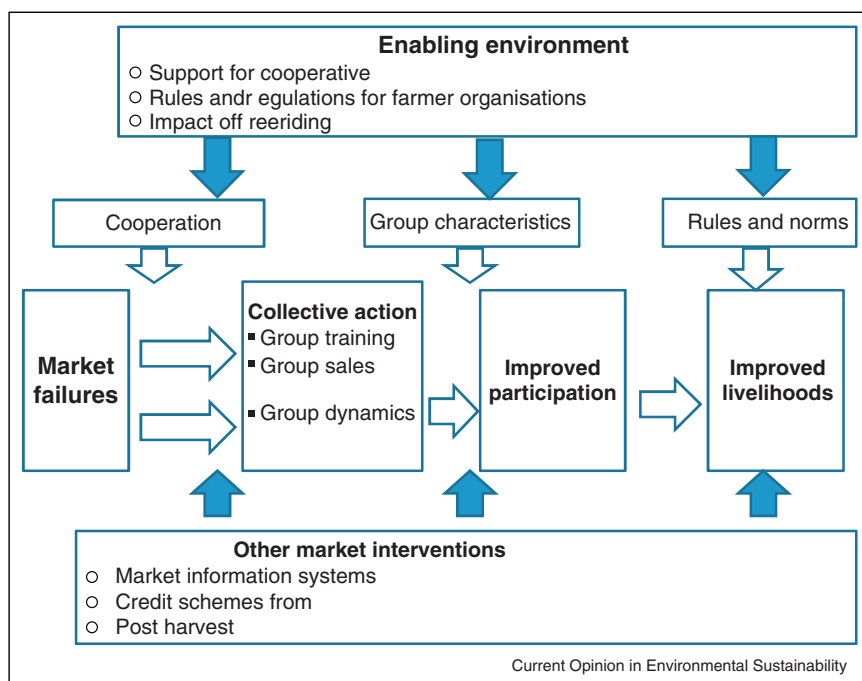 Enabling environment
Support for cooperative
Rules andr egulations for farmer organisations
Impact off reeriding
Cooperation
Group characteristics
Rules and norms
Market
failures
Collective action
Group training
Group sales
Group dynamics
Improved
participation
Improved
livelihoods
Other market interventions
Market information systems
Credit schemes from
Post harvest
Current Opinion in Environmental Sustainability